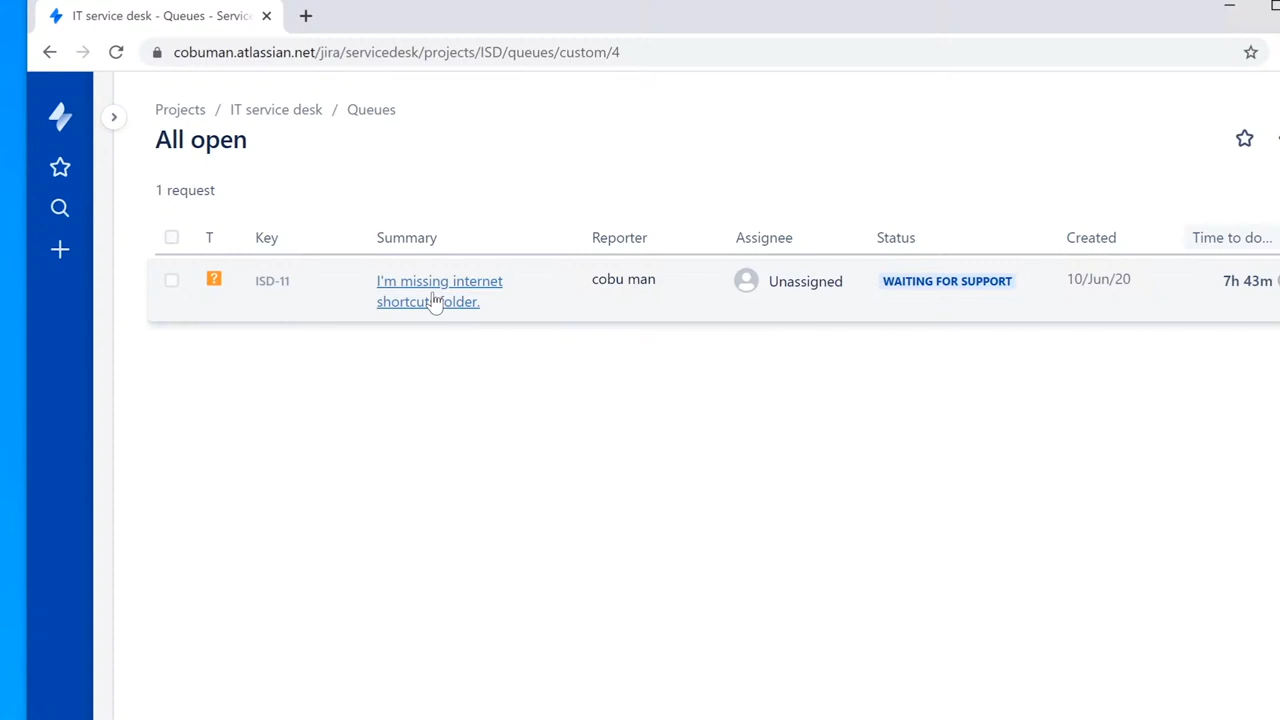 IT service desk - Queues - Servic
cobuman.atlassian.net/jira/servicedesk/projects/ISD/queues/custom/4
Projects / IT service desk / Queues
All open
1 request
T Key Summary Reporter Assignee Status Created Time to do...
? ISD-11 I'm missing internet cobu man Unassigned WAITING FOR SUPPORT 10/Jun/20 7h 43m
shortcut folder.